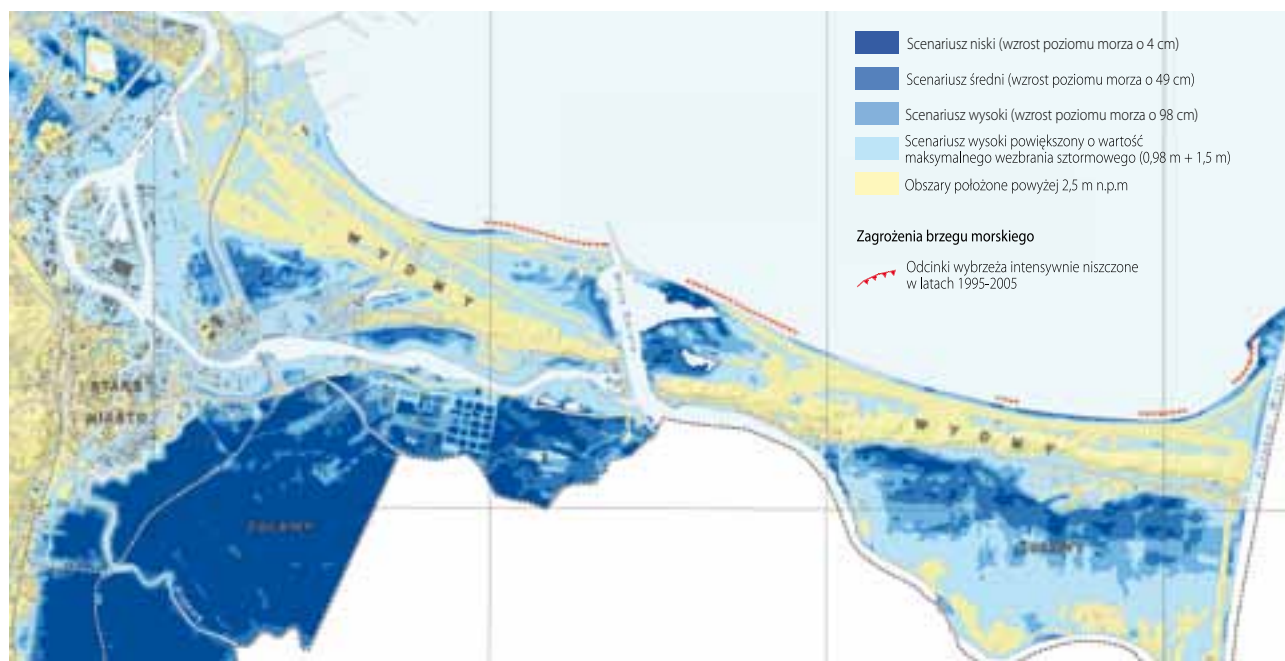 Scenariusz niski (wzrost poziomu morza o 4 cm)
Scenariusz średni (wzrost poziomu morza o 49 cm)
Scenariusz wysoki (wzrost poziomu morza o 98 cm)
Scenariusz wysoki powiększony o wartość
maksymalnego wezbrania sztormowego (0,98 m + 1,5 m)
Obszary położone powyżej 2,5 m n.p.m
Zagrożenia brzegu morskiego
Odcinki wybrzeża intensywnie niszczone
w latach 1995-2005
WYDMY
STARE
MIASTO
WYDMY
ŻUŁAWY
ŻUŁAWY